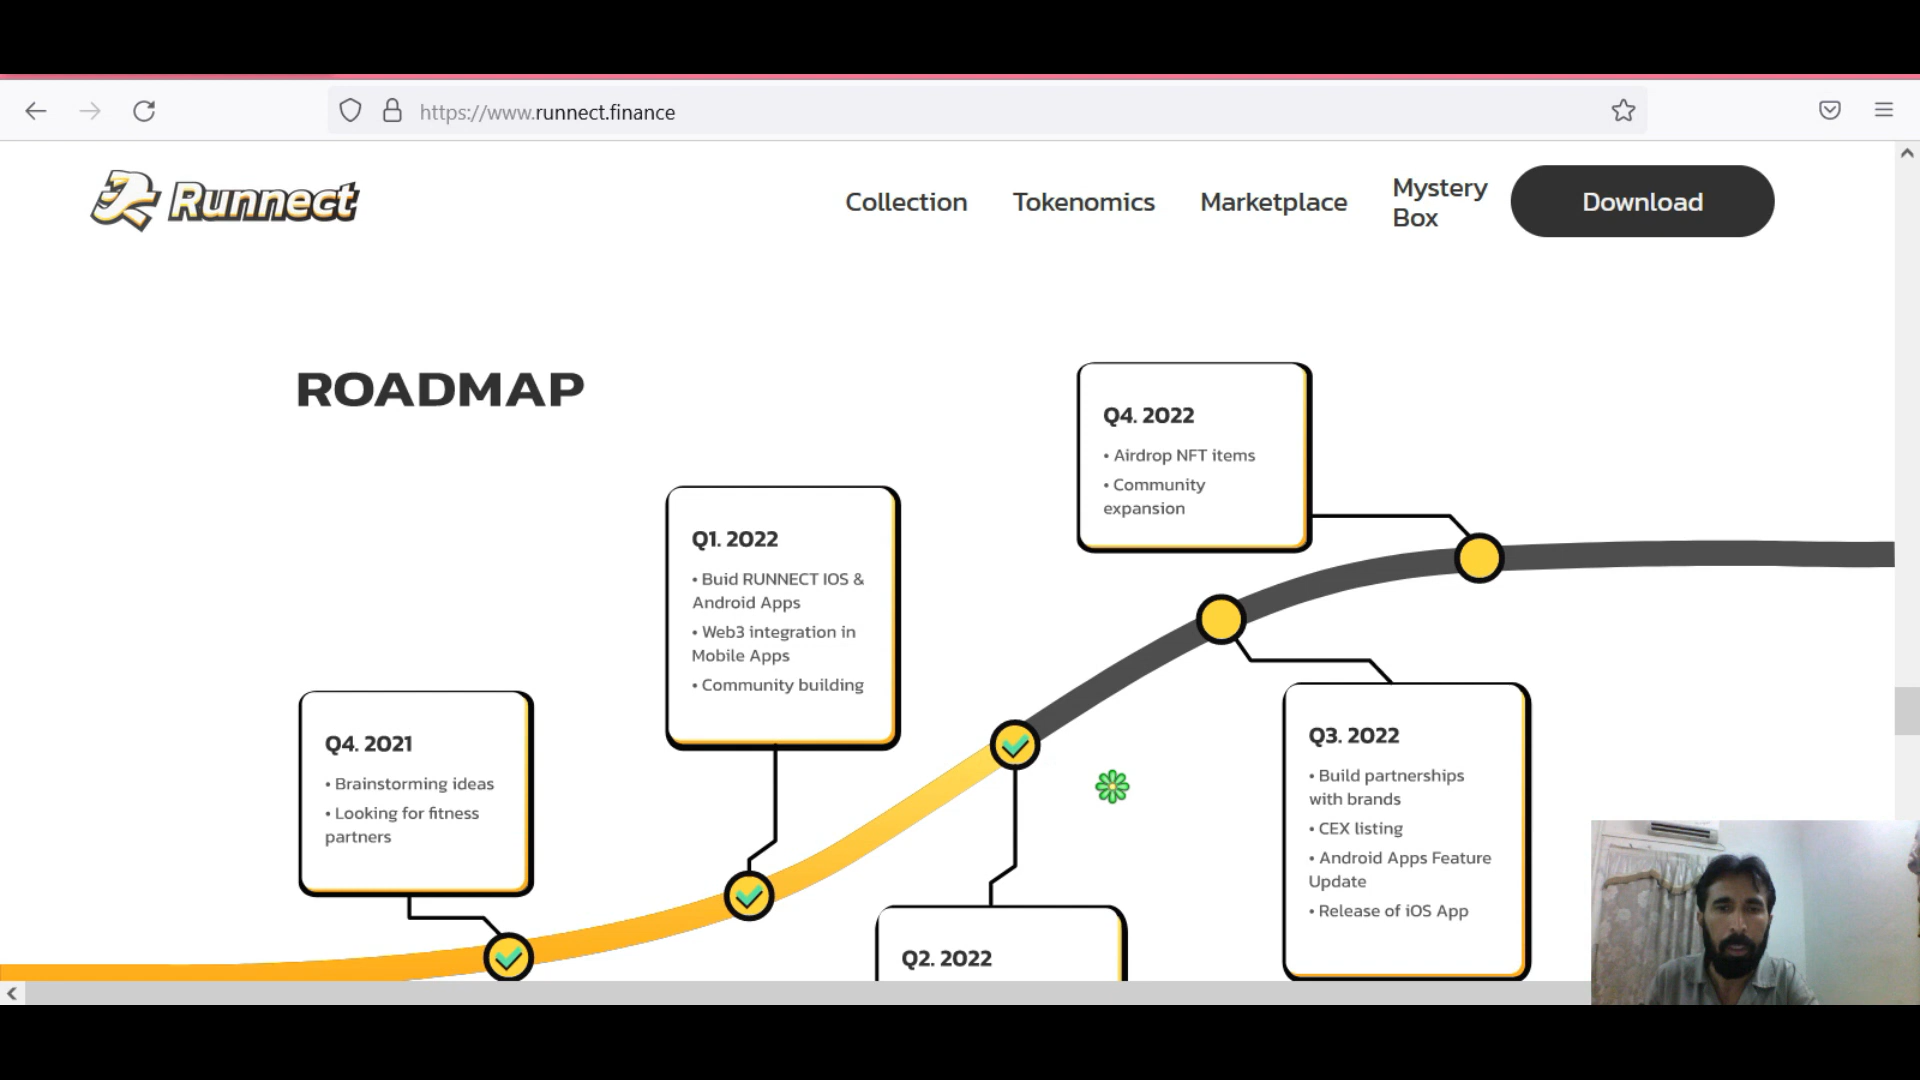 https://www.runnect.finance
Runnect
Collection
Tokenomics
Marketplace
Mystery
Box
Download
ROADMAP
Q4. 2022
• Airdrop NFT items
• Community
expansion
Q1. 2022
• Buid RUNNECT IOS &
Android Apps
• Web3 integration in
Mobile Apps
• Community building
Q4. 2021
• Brainstorming ideas
• Looking for fitness
partners
Q3. 2022
• Build partnerships
with brands
• CEX listing
• Android Apps Feature
Update
• Release of iOS App
Q2. 2022